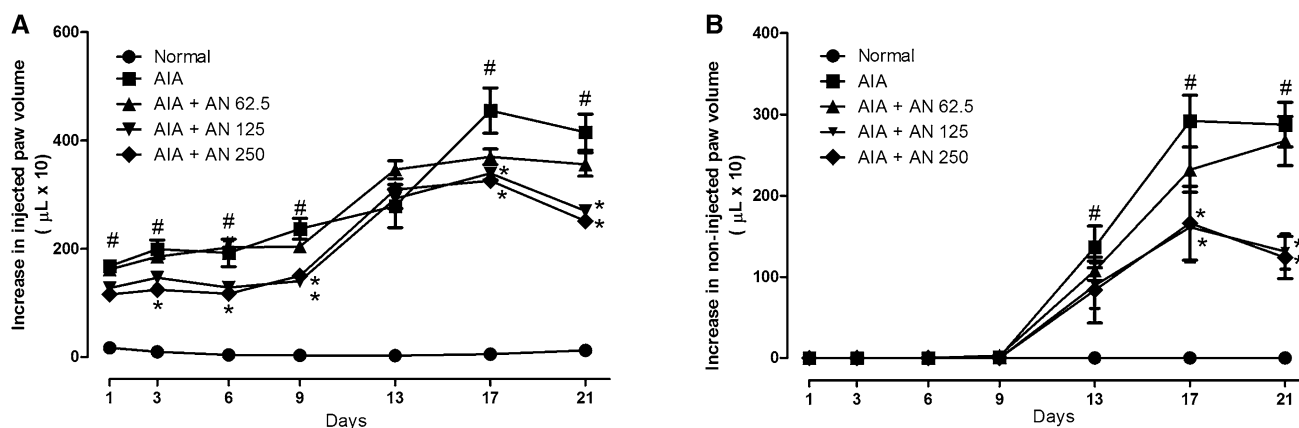 A
Increase in injected paw volume
( µL x 10)
600
400
200
0
Normal
AIA
AIA + AN 62.5
AIA + AN 125
AIA + AN 250
# # # # # #
* * * * * * * *
1 3 6 9 13 17 21
Days
B
Increase in non-injected paw volume
( µL x 10)
400
300
200
100
0
Normal
AIA
AIA + AN 62.5
AIA + AN 125
AIA + AN 250
# # #
* * * *
1 3 6 9 13 17 21
Days